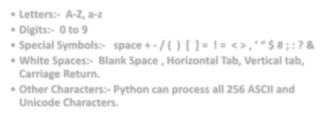 • Letters:- A-Z, a-z
• Digits:- 0 to 9
• Special Symbols:- space + - / ( ) [ ] = ! = < > , ‘ “ $ # ; : ? &
• White Spaces:- Blank Space , Horizontal Tab, Vertical tab,
Carriage Return.
• Other Characters:- Python can process all 256 ASCII and
Unicode Characters.